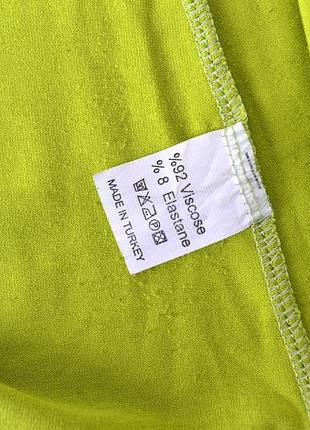 %92 Viscose
% 8 Elastane
MADE IN TURKEY